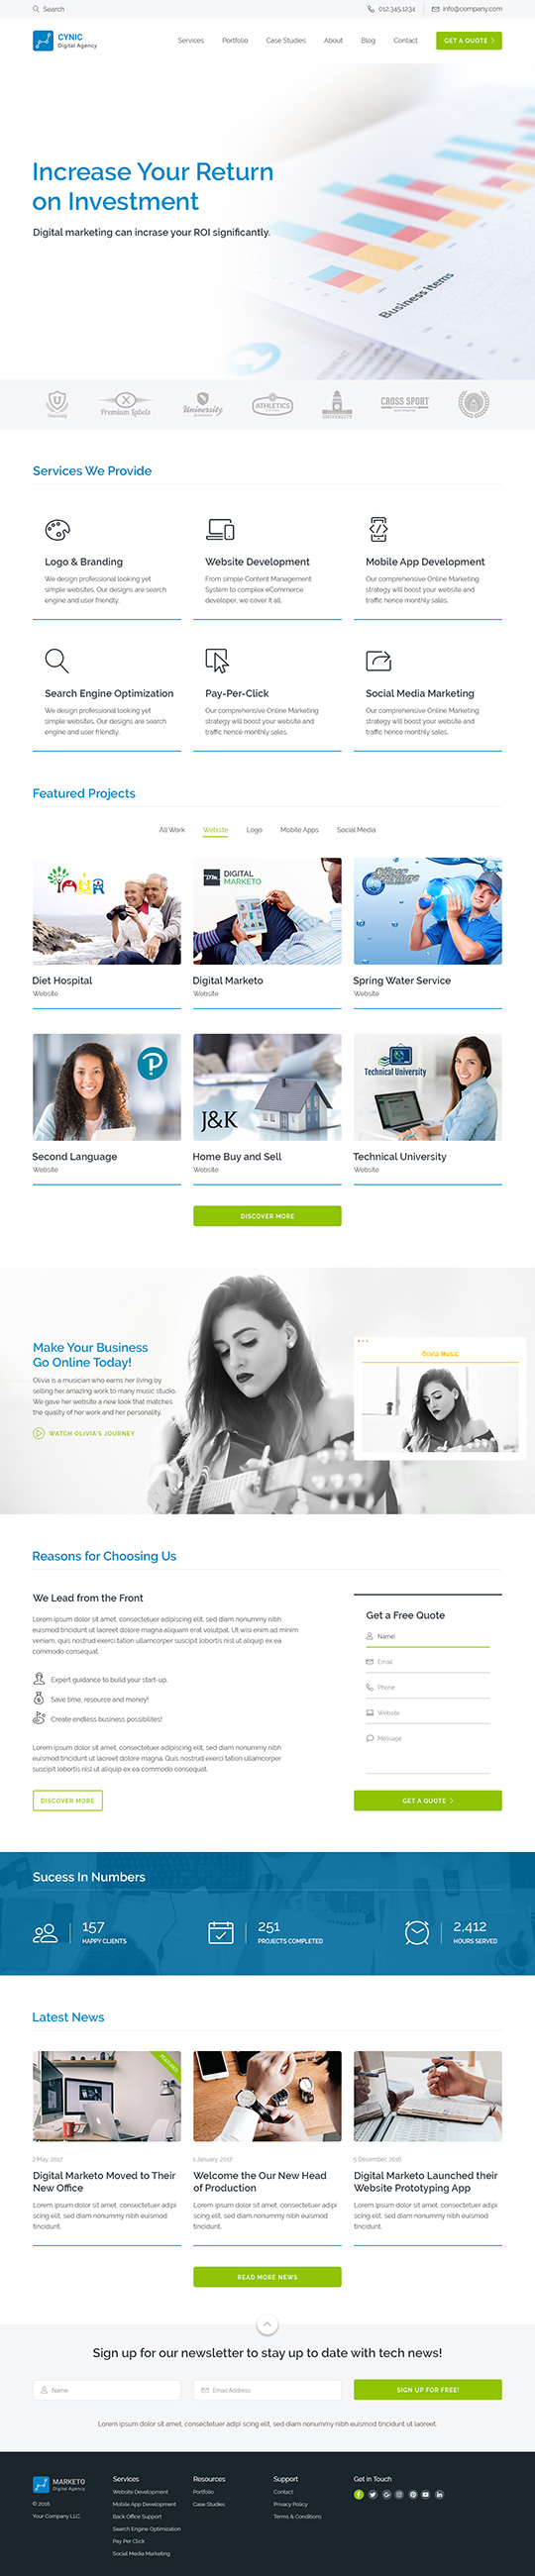 Search
012.345.1234
info@company.com
CYNIC
Digital Agency
Services
Portfolio
Case Studies
About
Blog
Contact
GET A QUOTE
Increase Your Return
on Investment
Digital marketing can incrase your ROI significantly.
Business items
University
Premium Labels
University
ATHLETICS
UNIVERSITY
CROSS SPORT
Services We Provide
Logo & Branding
We design professional looking yet
simple websites. Our designs are search
engine and user friendly.
Website Development
From simple Content Management
System to complex eCommerce
developer, we cover it all.
Mobile App Development
Our comprehensive Online Marketing
strategy will boost your website and
traffic hence monthly sales.
Search Engine Optimization
We design professional looking yet
simple websites. Our designs are search
engine and user friendly.
Pay-Per-Click
Our comprehensive Online Marketing
strategy will boost your website and
traffic hence monthly sales.
Social Media Marketing
Our comprehensive Online Marketing
strategy will boost your website and
traffic hence monthly sales.
Featured Projects
All Work
Website
Logo
Mobile Apps
Social Media
DM.
DIGITAL
MARKETO
Diet Hospital
Website
Digital Marketo
Website
Spring Water Service
Website
P
J&K
Technical University
Second Language
Website
Home Buy and Sell
Website
Technical University
Website
DISCOVER MORE
Make Your Business
Go Online Today!
Olivia is a musician who earns her living by
selling her amazing work to many music studio.
We gave her website a new look that matches
the quality of her work and her personality.
WATCH OLIVIA'S JOURNEY
Olivia Music
Reasons for Choosing Us
We Lead from the Front
Lorem ipsum dolor sit amet, consectetuer adipiscing elit, sed diam nonummy nibh
euismod tincidunt ut laoreet dolore magna aliquam erat volutpat. Ut wisi enim ad minim
veniam, quis nostrud exerci tation ullamcorper suscipit lobortis nisl ut aliquip ex ea
commodo consequat.
Expert guidance to build your start-up.
Save time, resource and money!
Create endless business possibilites!
Lorem ipsum dolor sit amet, consectetuer adipiscing elit, sed diam nonummy nibh
euismod tincidunt ut laoreet dolore magna. Quis nostrud exerci tation ullamcorper
suscipit lobortis nisl ut aliquip ex ea commodo consequat.
DISCOVER MORE
Get a Free Quote
Name
Email
Phone
Website
Message
GET A QUOTE
Sucess In Numbers
157
HAPPY CLIENTS
251
PROJECTS COMPLETED
2,412
HOURS SERVED
Latest News
FEATURED
2 May, 2017
Digital Marketo Moved to Their
New Office
Lorem ipsum dolor sit amet, consectetuer adipi
scing elit, sed diam nonummy nibh euismod
tincidunt.
1 January, 2017
Welcome the Our New Head
of Production
Lorem ipsum dolor sit amet, consectetuer adipi
scing elit, sed diam nonummy nibh euismod
tincidunt.
5 December, 2016
Digital Marketo Launched their
Website Prototyping App
Lorem ipsum dolor sit amet, consectetuer adipi
scing elit, sed diam nonummy nibh euismod
tincidunt.
READ MORE NEWS
Sign up for our newsletter to stay up to date with tech news!
Name
Email Address
SIGN UP FOR FREE!
Lorem ipsum dolor sit amet, consectetuer adipi scing elit, sed diam nonummy nibh euismod tincidunt ut laoreet.
MARKETO
Digital Agency
© 2016
Your Company LLC.
Services
Website Development
Mobile App Development
Back Office Support
Search Engine Optimization
Pay Per Click
Social Media Marketing
Resources
Portfolio
Case Studies
Support
Contact
Privacy Policy
Terms & Conditions
Get in Touch